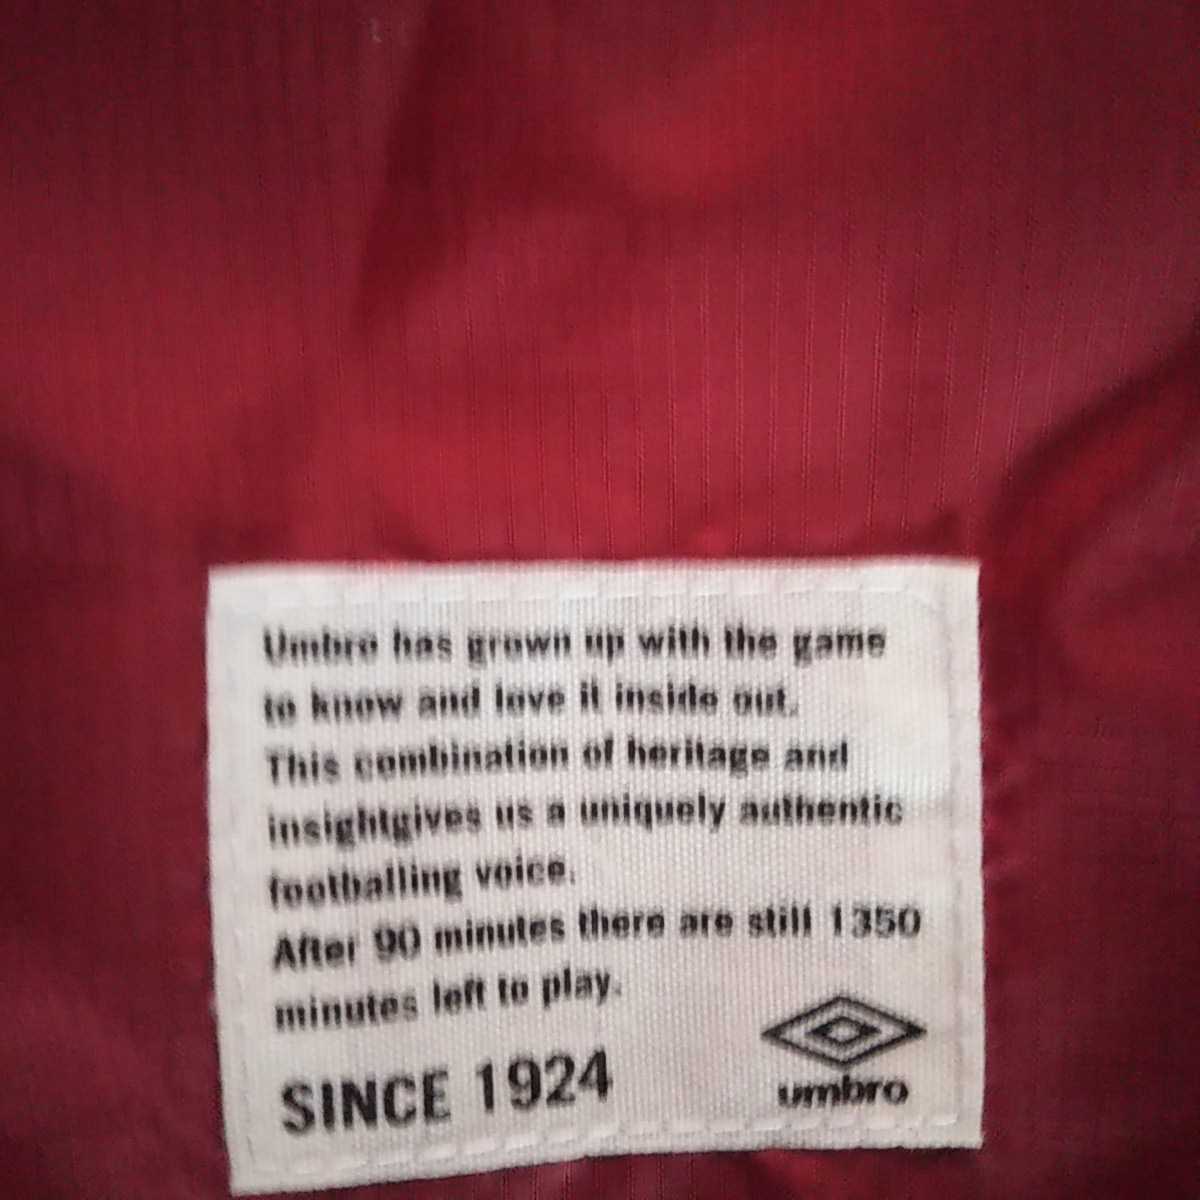 Umbro has grown up with the game
to know and love it inside out.
This combination of heritage and
insightgives us a uniquely authentic
footballing voice.
After 90 minutes there are still 1350
minutes left to play.
SINCE 1924
umbro